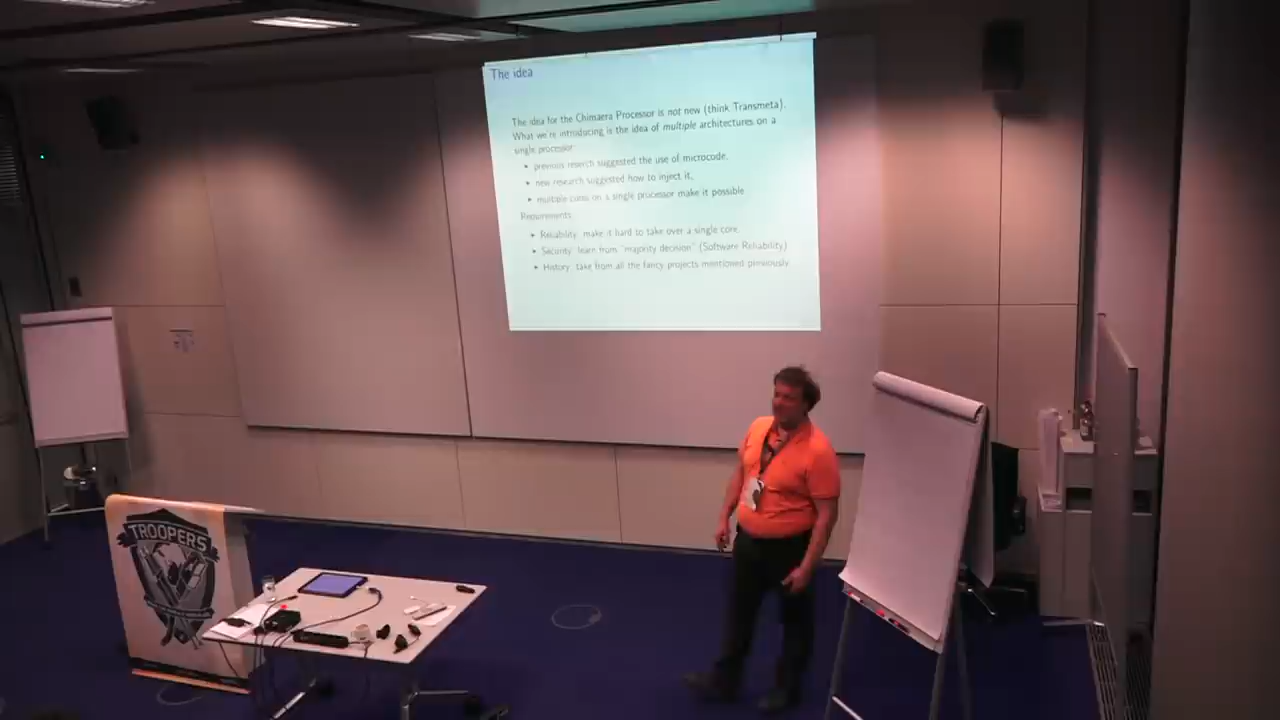 The idea
The idea for the Chimaera Processor is not new (think Transmeta).
What we're introducing is the idea of multiple architectures on a
single processor:
previous reserch suggested the use of microcode,
new research suggested how to inject it,
multiple cores on a single processor make it possible
Requirements:
Reliability: make it hard to take over a single core.
Security: learn from "majority decision" (Software Reliability)
History: take from all the fancy projects mentioned previously
TROOPERS